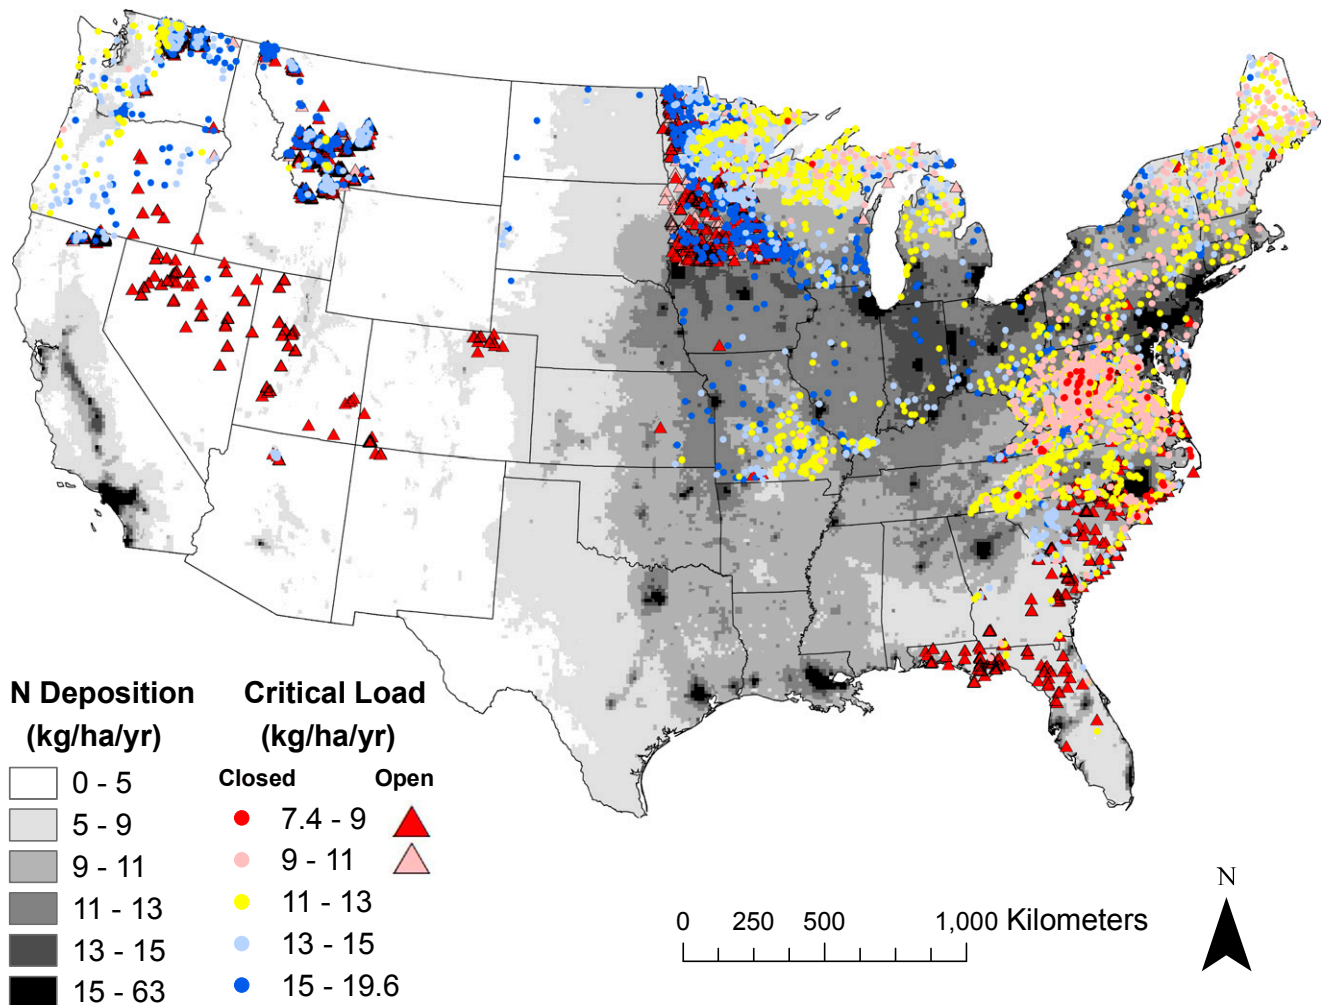 N Deposition
(kg/ha/yr)
0 - 5
5 - 9
9 - 11
11 - 13
13 - 15
15 - 63
Critical Load
(kg/ha/yr)
Closed Open
7.4 - 9
9 - 11
11 - 13
13 - 15
15 - 19.6
0 250 500 1,000 Kilometers
N